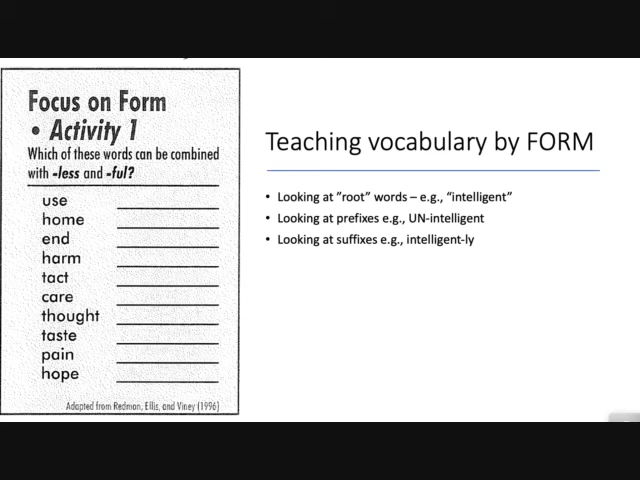 Focus on Form
• Activity 1
Which of these words can be combined
with -less and -ful?
use
home
end
harm
tact
care
thought
taste
pain
hope
Adapted from Redman, Ellis, and Viney (1996)
Teaching vocabulary by FORM
• Looking at ”root” words – e.g., “intelligent”
• Looking at prefixes e.g., UN-intelligent
• Looking at suffixes e.g., intelligent-ly